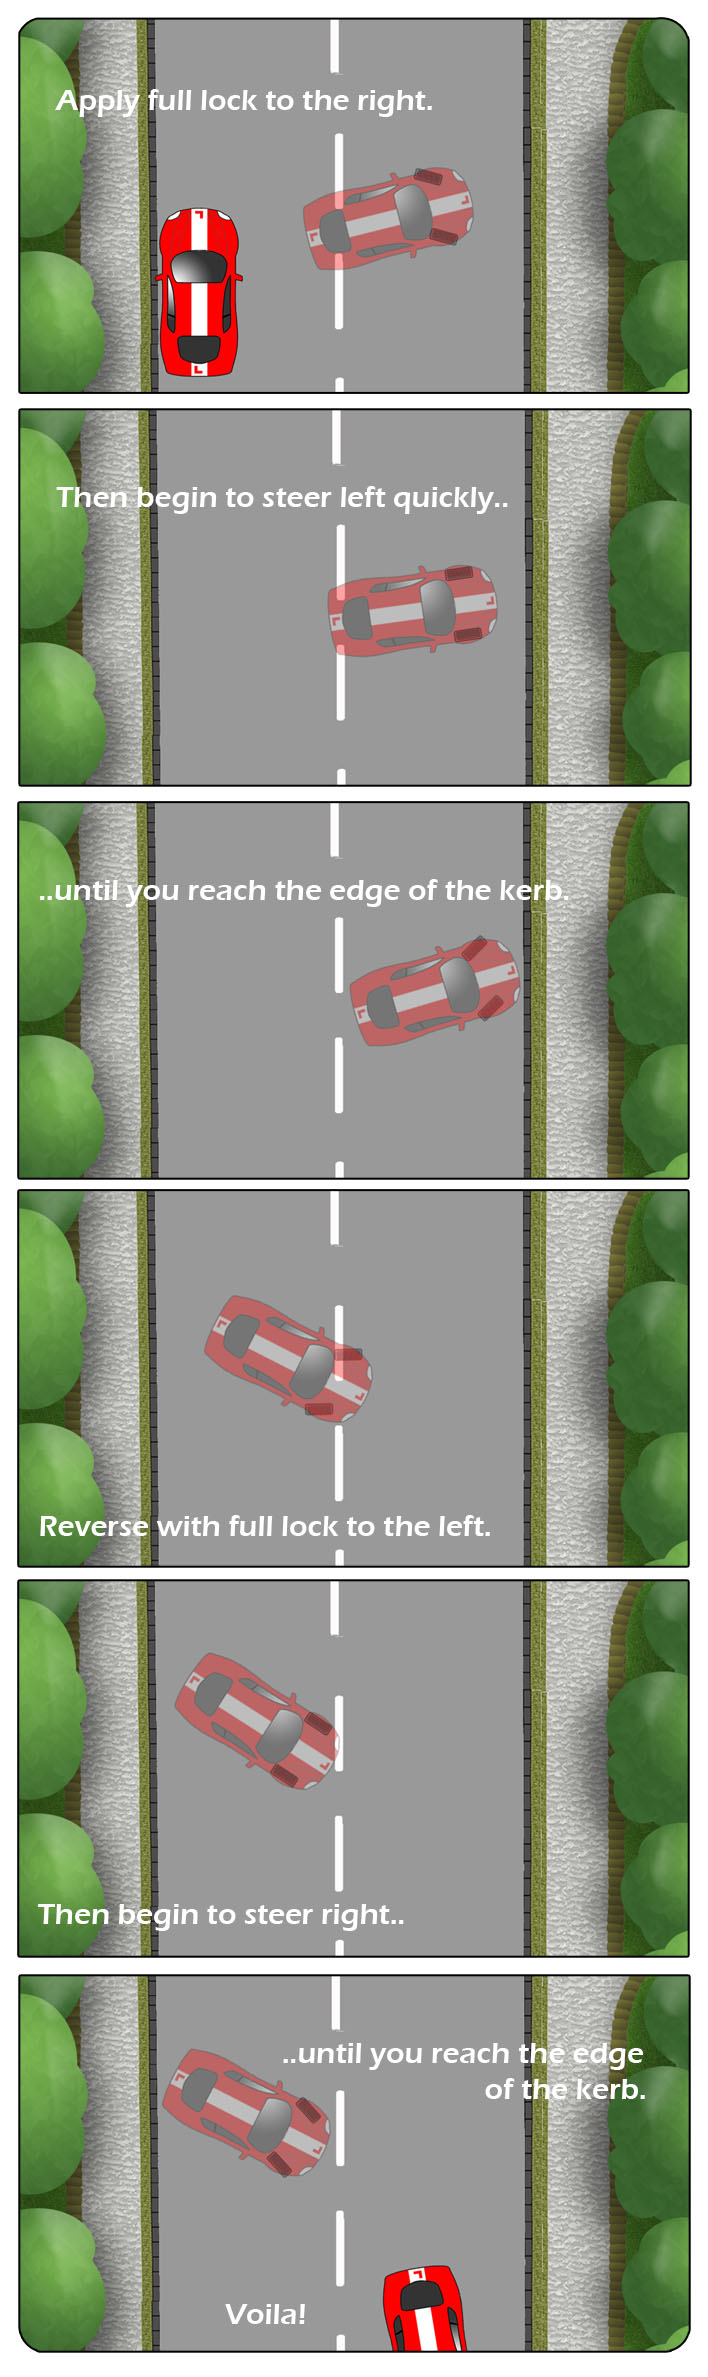 Apply full lock to the right.
Then begin to steer left quickly..
..until you reach the edge of the kerb.
Reverse with full lock to the left.
Then begin to steer right..
..until you reach the edge
of the kerb.
Voila!